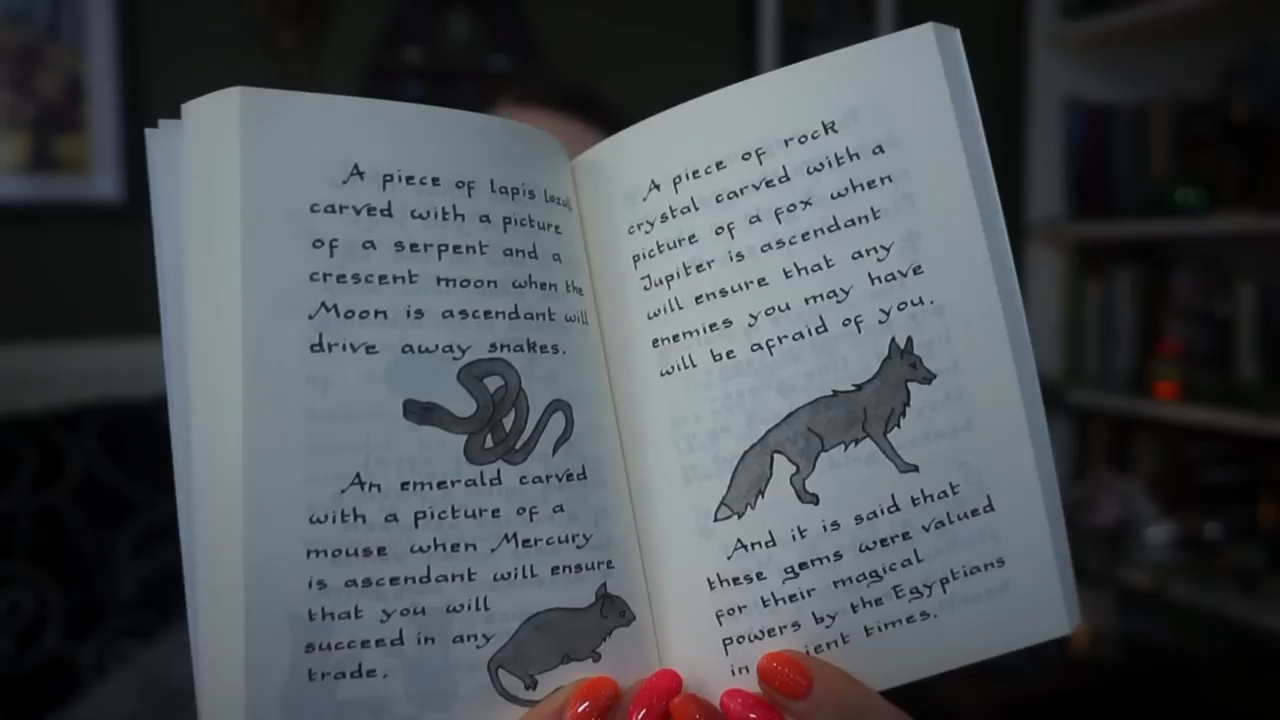 A piece of lapis lazuli
carved with a picture
of a serpent and a
crescent moon when the
Moon is ascendant will
drive away snakes.
An emerald carved
with a picture of a
mouse when Mercury
is ascendant will ensure
that you will
succeed in any
trade.
A piece of rock
crystal carved with a
picture of a fox when
Jupiter is ascendant
will ensure that any
enemies you may have
will be afraid of you.
And it is said that
these gems were valued
for their magical
powers by the Egyptians
in ient times.